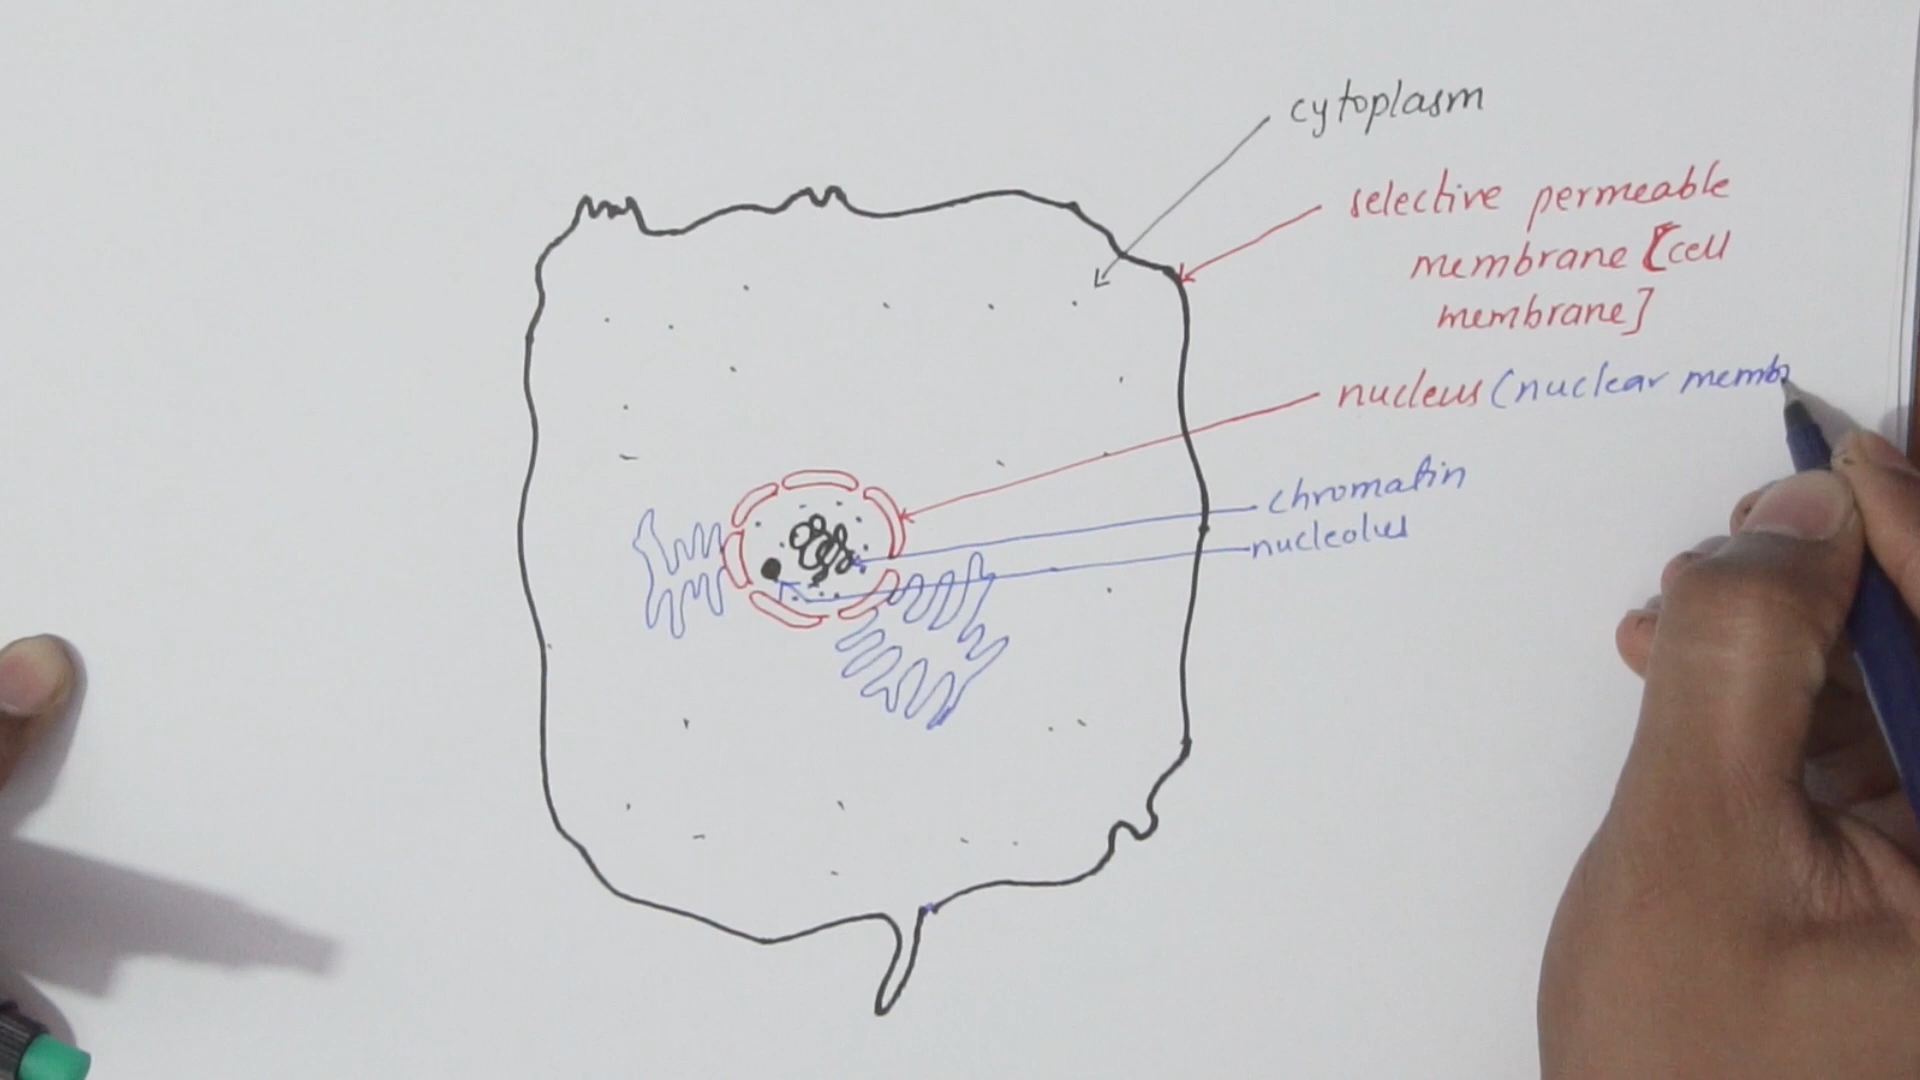 cytoplasm
selective permeable
membrane [cell
membrane]
nucleus (nuclear memb
chromatin
nucleolus